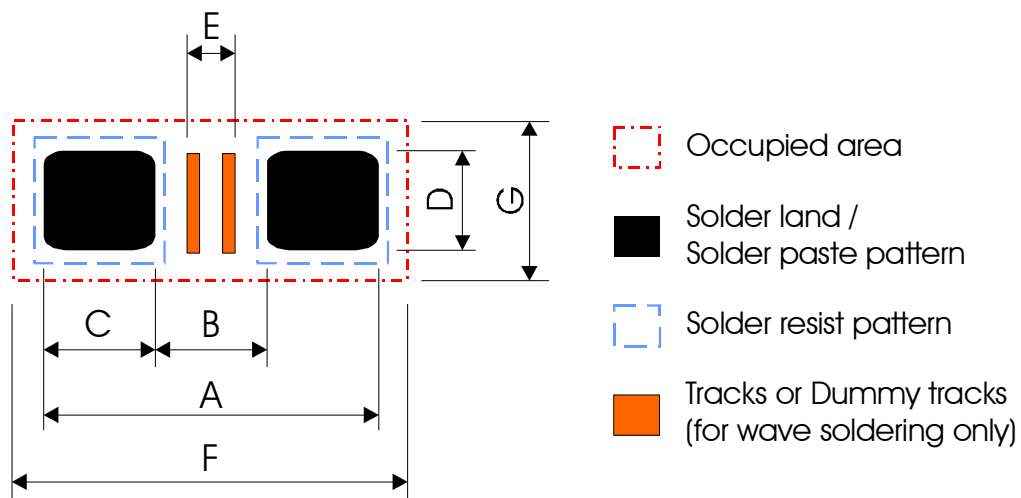 E
D
G
C
B
A
F
Occupied area
Solder land /
Solder paste pattern
Solder resist pattern
Tracks or Dummy tracks
(for wave soldering only)